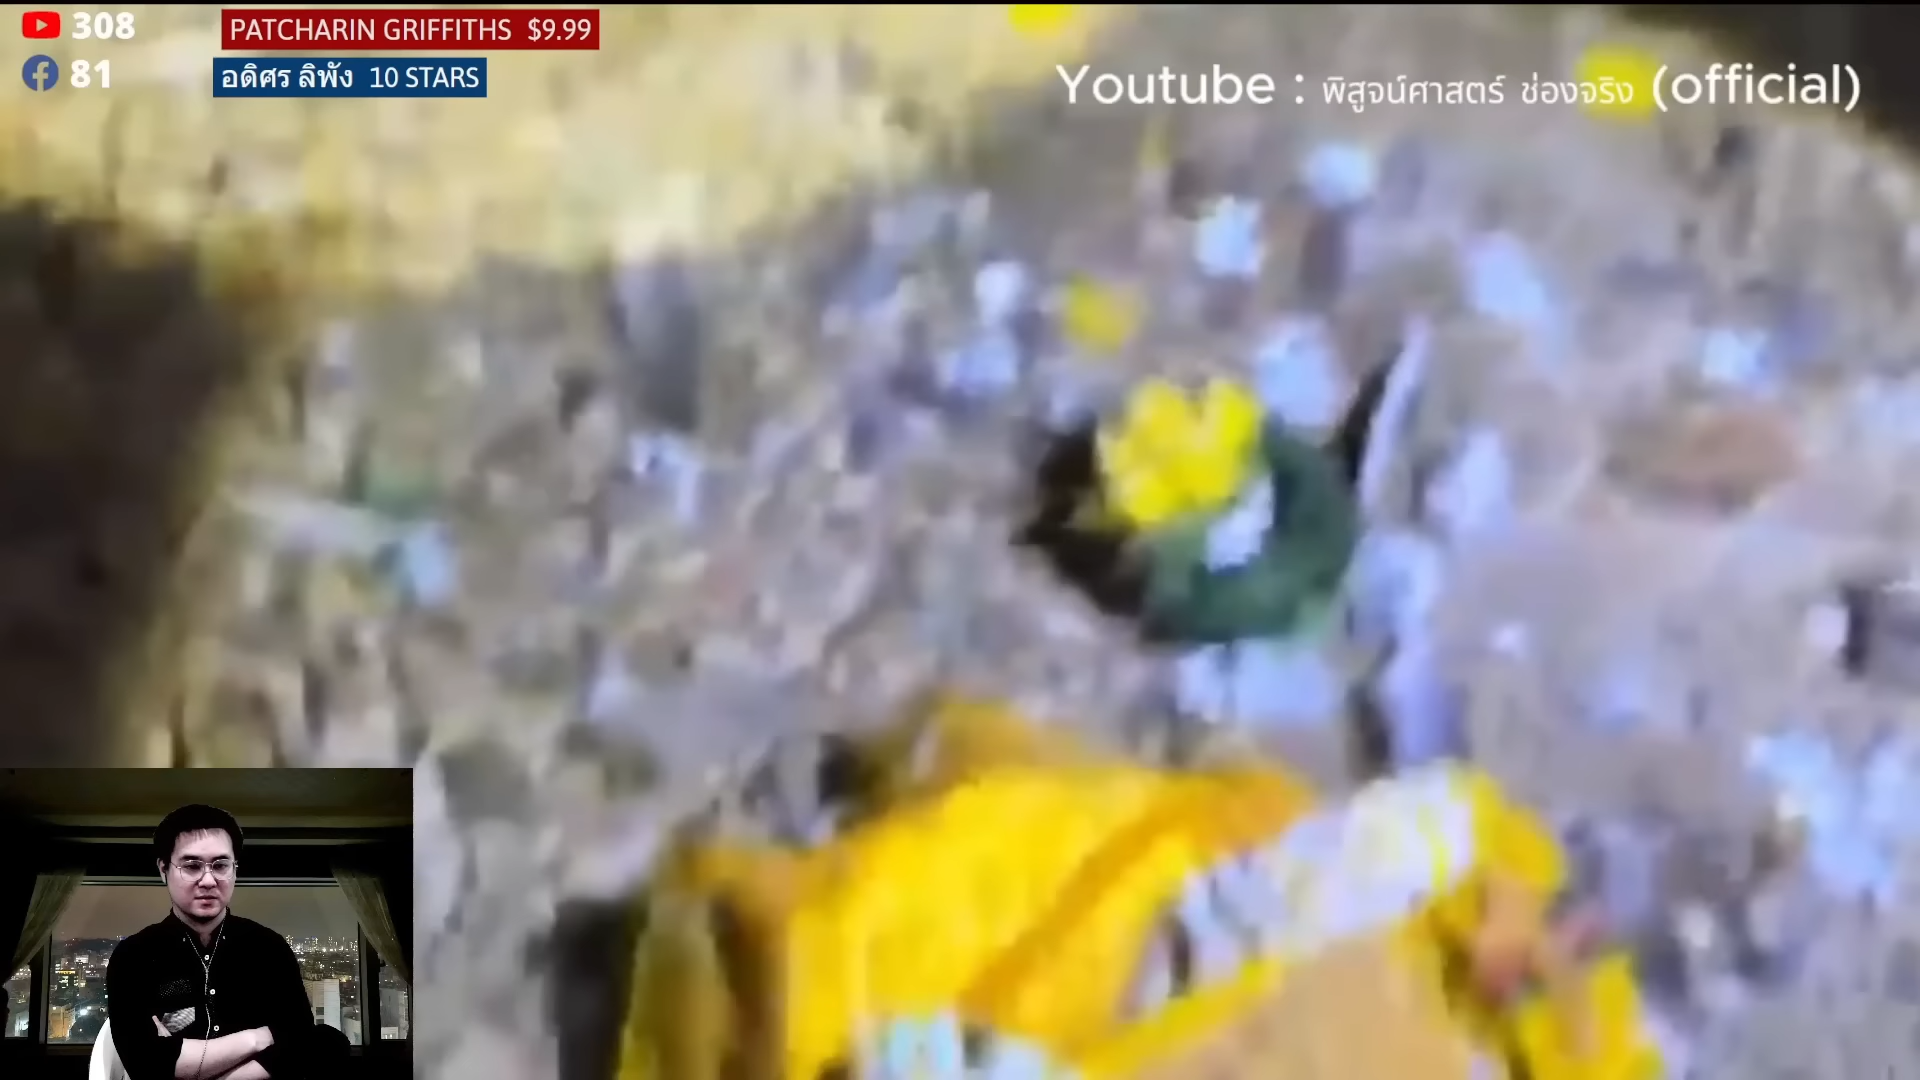 308
PATCHARIN GRIFFITHS $9.99
81
อดิศร ลิพัง 10 STARS
Youtube : พิสูจน์ศาสตร์ ช่องจริง (official)